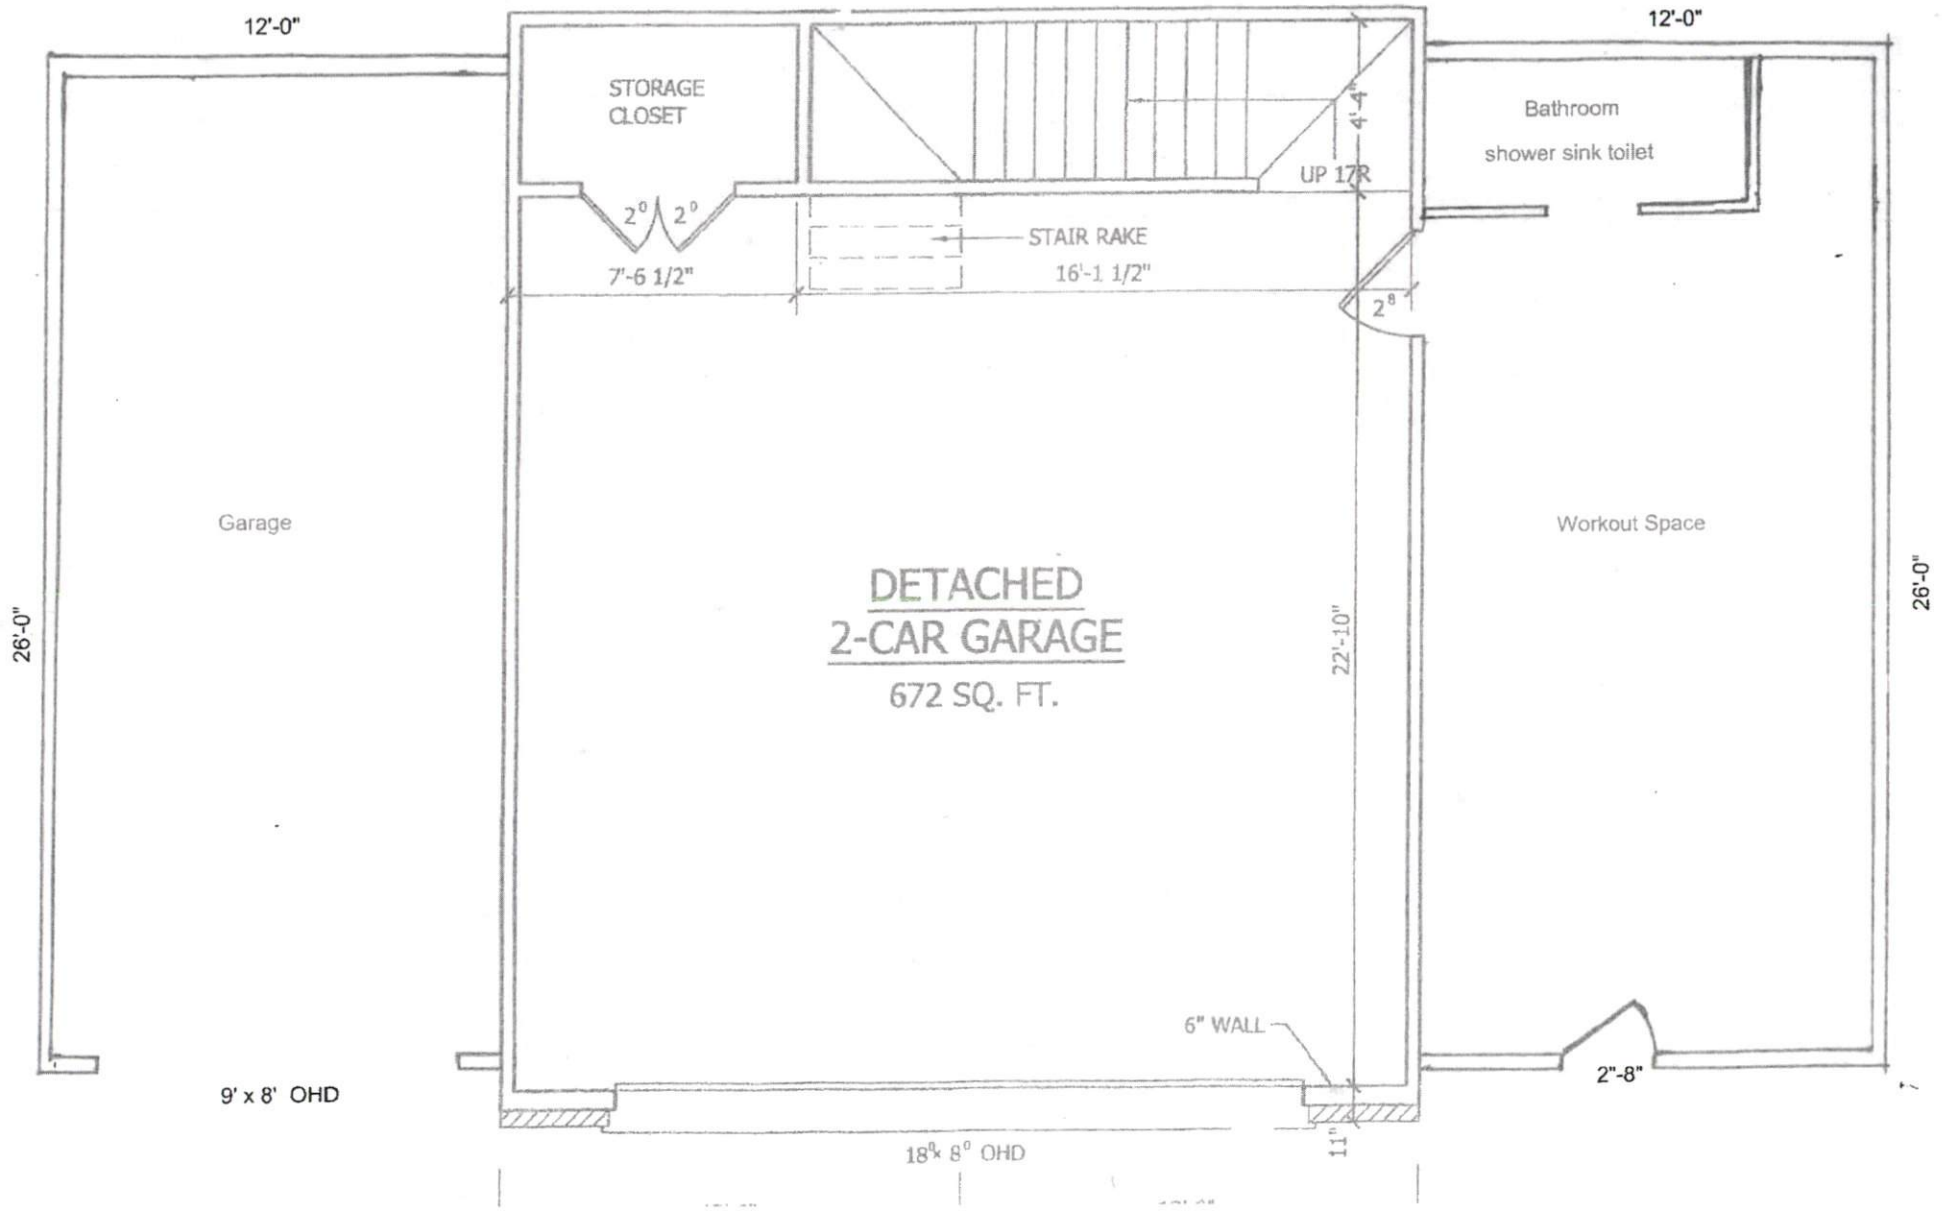 12'-0"
12'-0"
STORAGE
CLOSET
4'-4"
Bathroom
shower sink toilet
UP 17R
2⁰ 2⁰
STAIR RAKE
7'-6 1/2"
16'-1 1/2"
2⁸
Garage
Workout Space
DETACHED
2-CAR GARAGE
672 SQ. FT.
26'-0"
22'-10"
26'-0"
6" WALL
9' x 8' OHD
2"-8"
18⁰x 8⁰ OHD
11"